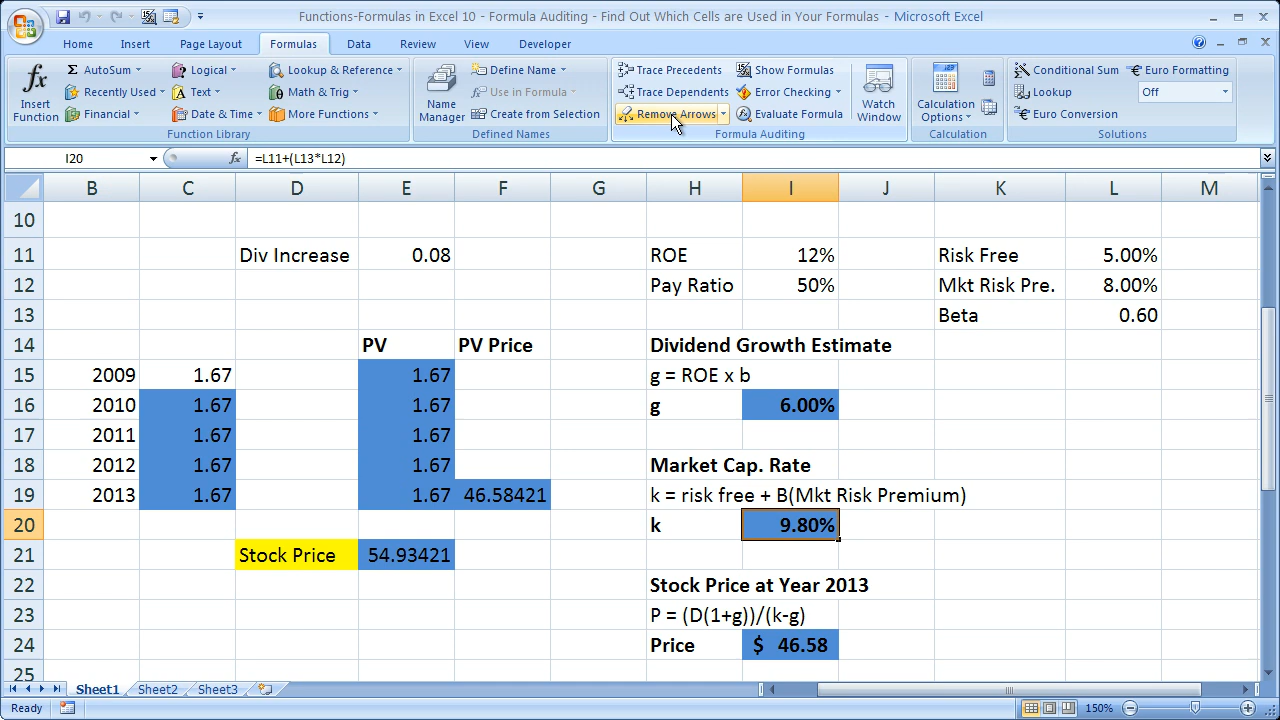 Functions-Formulas in Excel 10 - Formula Auditing - Find Out Which Cells are Used in Your Formulas - Microsoft Excel
Home Insert Page Layout Formulas Data Review View Developer
fx Insert Function
Σ AutoSum
Recently Used
Financial
Logical
Text
Date & Time
Lookup & Reference
Math & Trig
More Functions
Function Library
Name Manager
Define Name
Use in Formula
Create from Selection
Defined Names
Trace Precedents
Trace Dependents
Remove Arrows
Show Formulas
Error Checking
Evaluate Formula
Watch Window
Formula Auditing
Calculation Options
Calculation
Conditional Sum
Lookup
Euro Conversion
Euro Formatting
Off
Solutions
I20 fx =L11+(L13*L12)
B C D E F G H I J K L M
10
11 Div Increase 0.08 ROE 12% Risk Free 5.00%
12 Pay Ratio 50% Mkt Risk Pre. 8.00%
13 Beta 0.60
14 PV PV Price Dividend Growth Estimate
15 2009 1.67 1.67 g = ROE x b
16 2010 1.67 1.67 g 6.00%
17 2011 1.67 1.67
18 2012 1.67 1.67 Market Cap. Rate
19 2013 1.67 1.67 46.58421 k = risk free + B(Mkt Risk Premium)
20 k 9.80%
21 Stock Price 54.93421
22 Stock Price at Year 2013
23 P = (D(1+g))/(k-g)
24 Price $ 46.58
25
Sheet1 Sheet2 Sheet3
Ready 150%